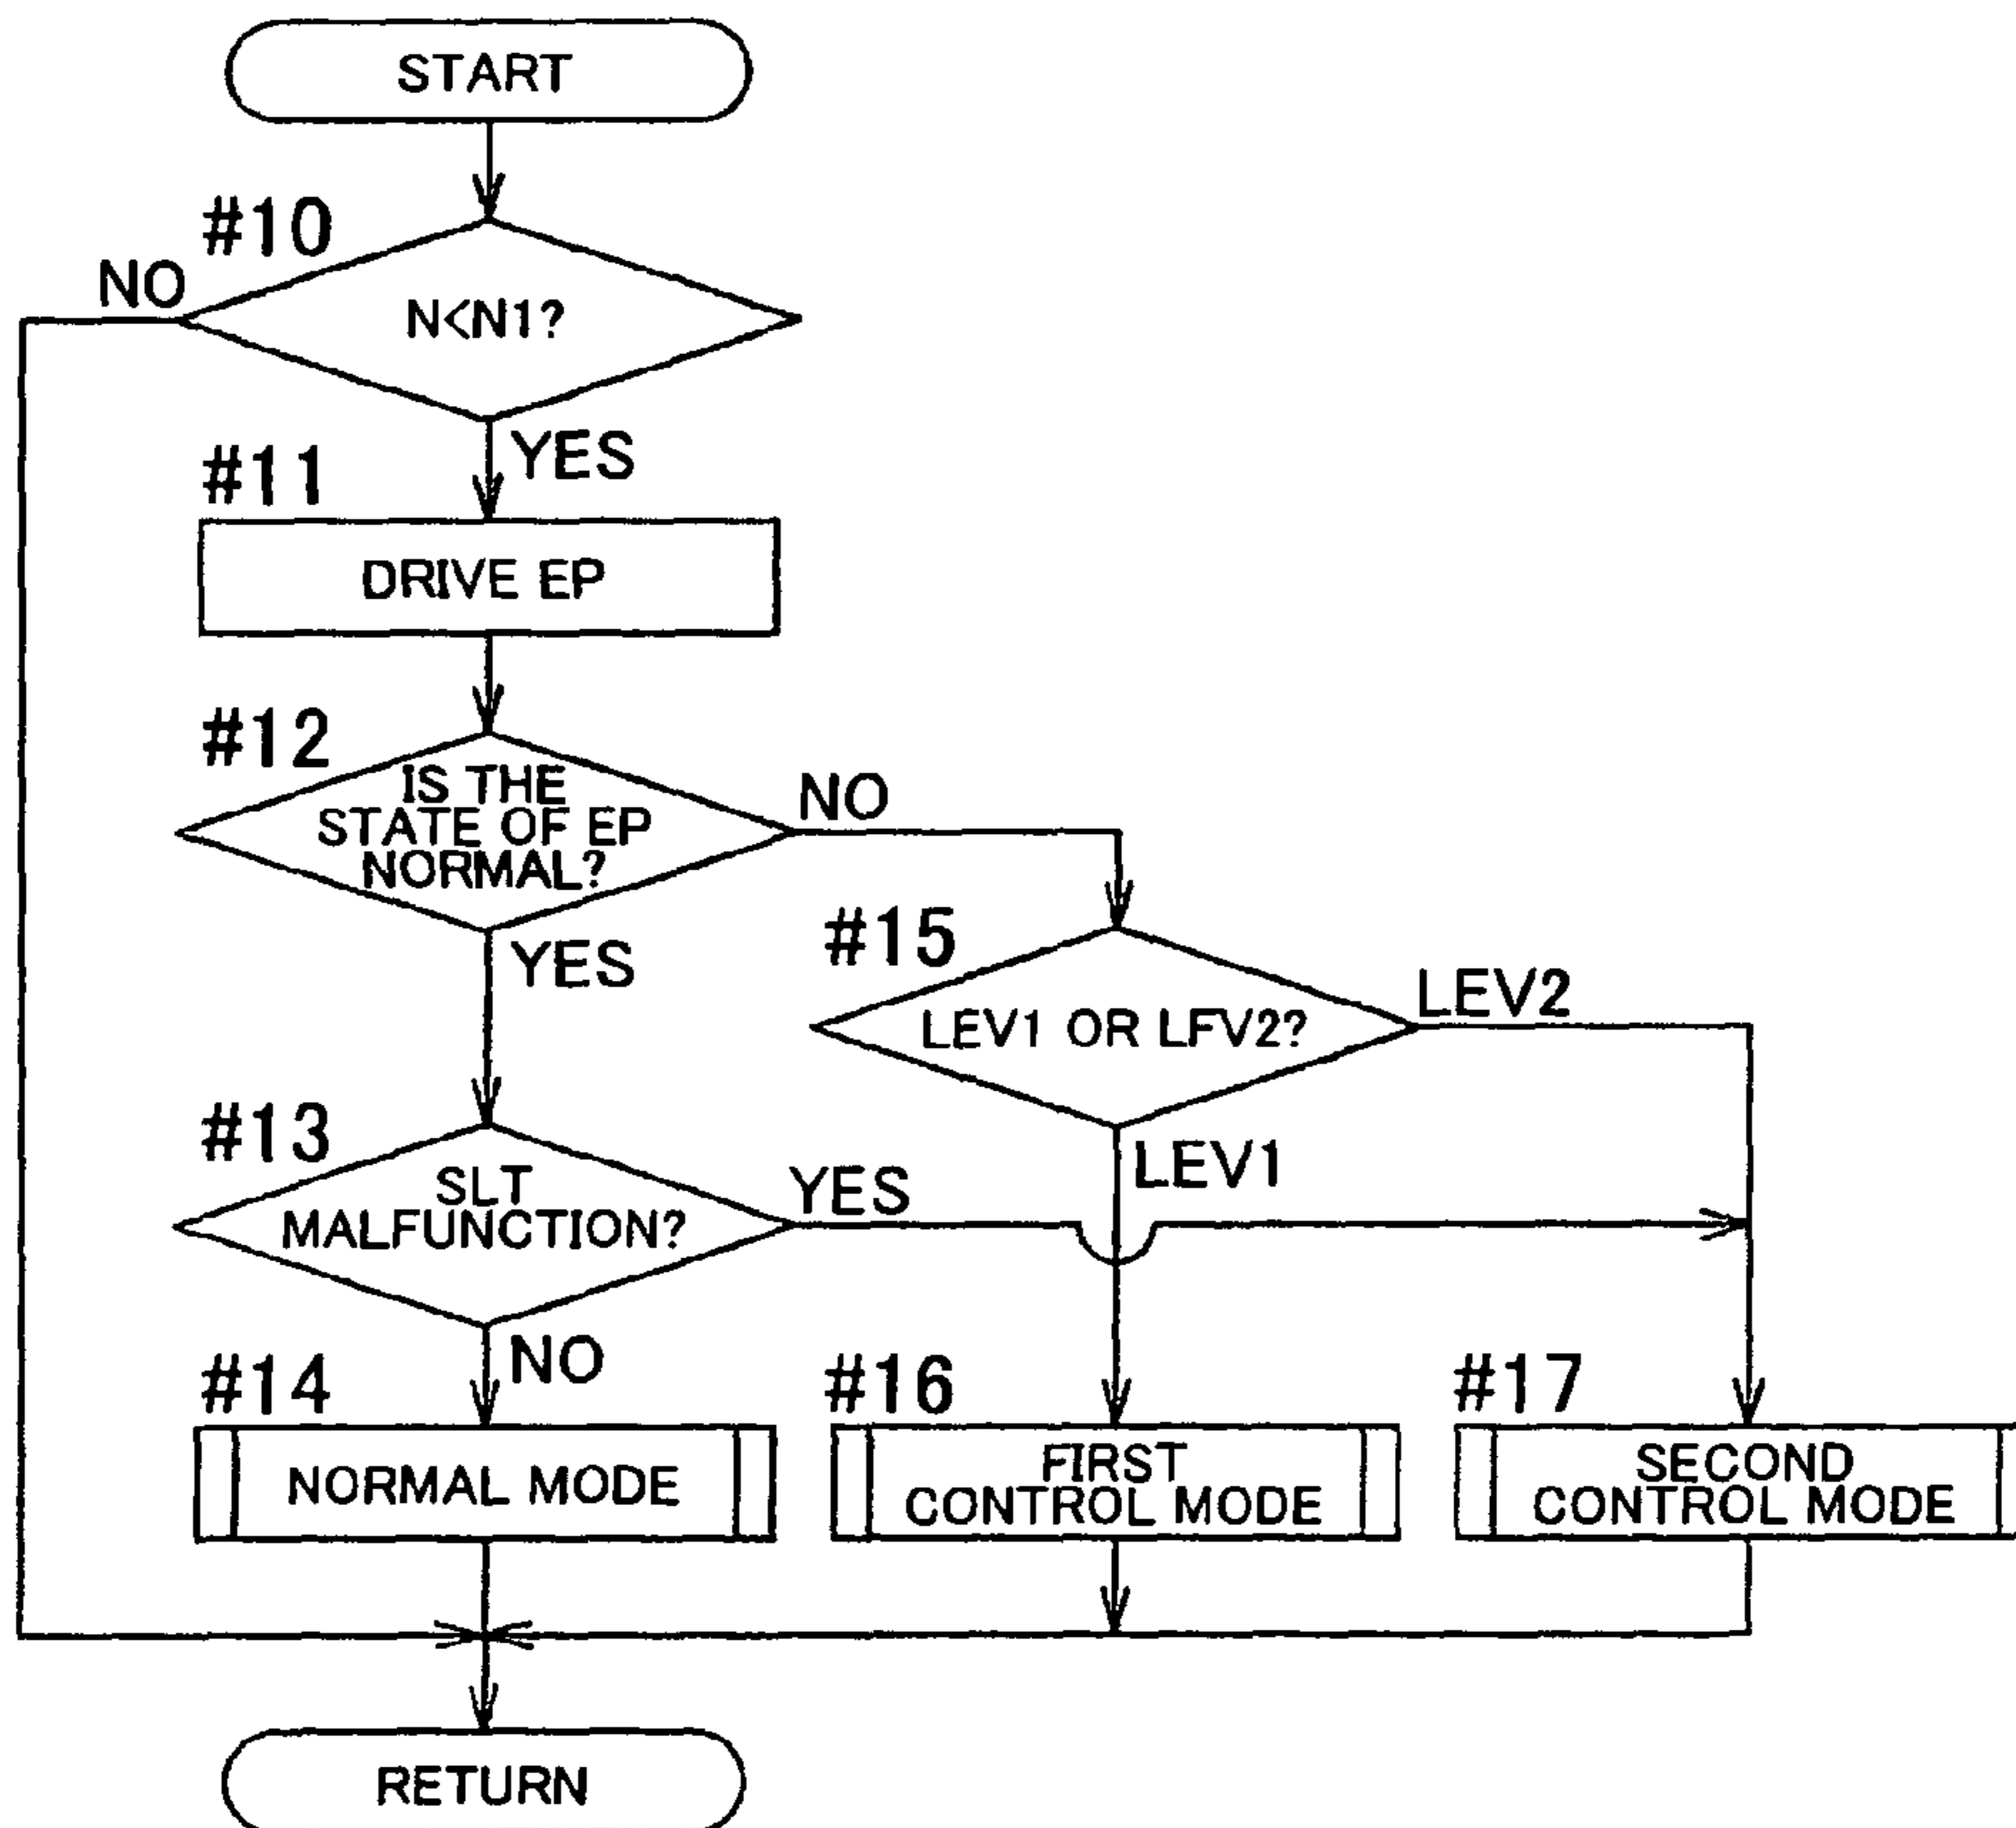 START
#10
NO
N<N1?
YES
#11
DRIVE EP
#12
IS THE
STATE OF EP
NORMAL?
NO
YES
#15
LEV1 OR LFV2?
LEV2
LEV1
#13
SLT
MALFUNCTION?
YES
NO
#14
NORMAL MODE
#16
FIRST
CONTROL MODE
#17
SECOND
CONTROL MODE
RETURN